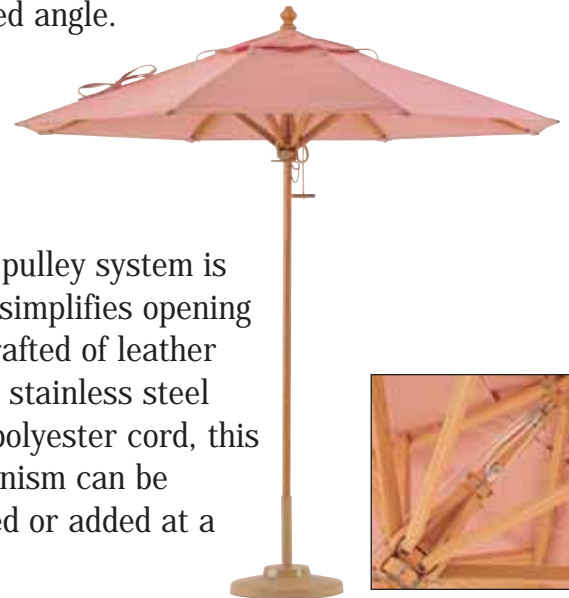 ed angle.
pulley system is
simplifies opening
rafted of leather
stainless steel
polyester cord, this
nism can be
ed or added at a